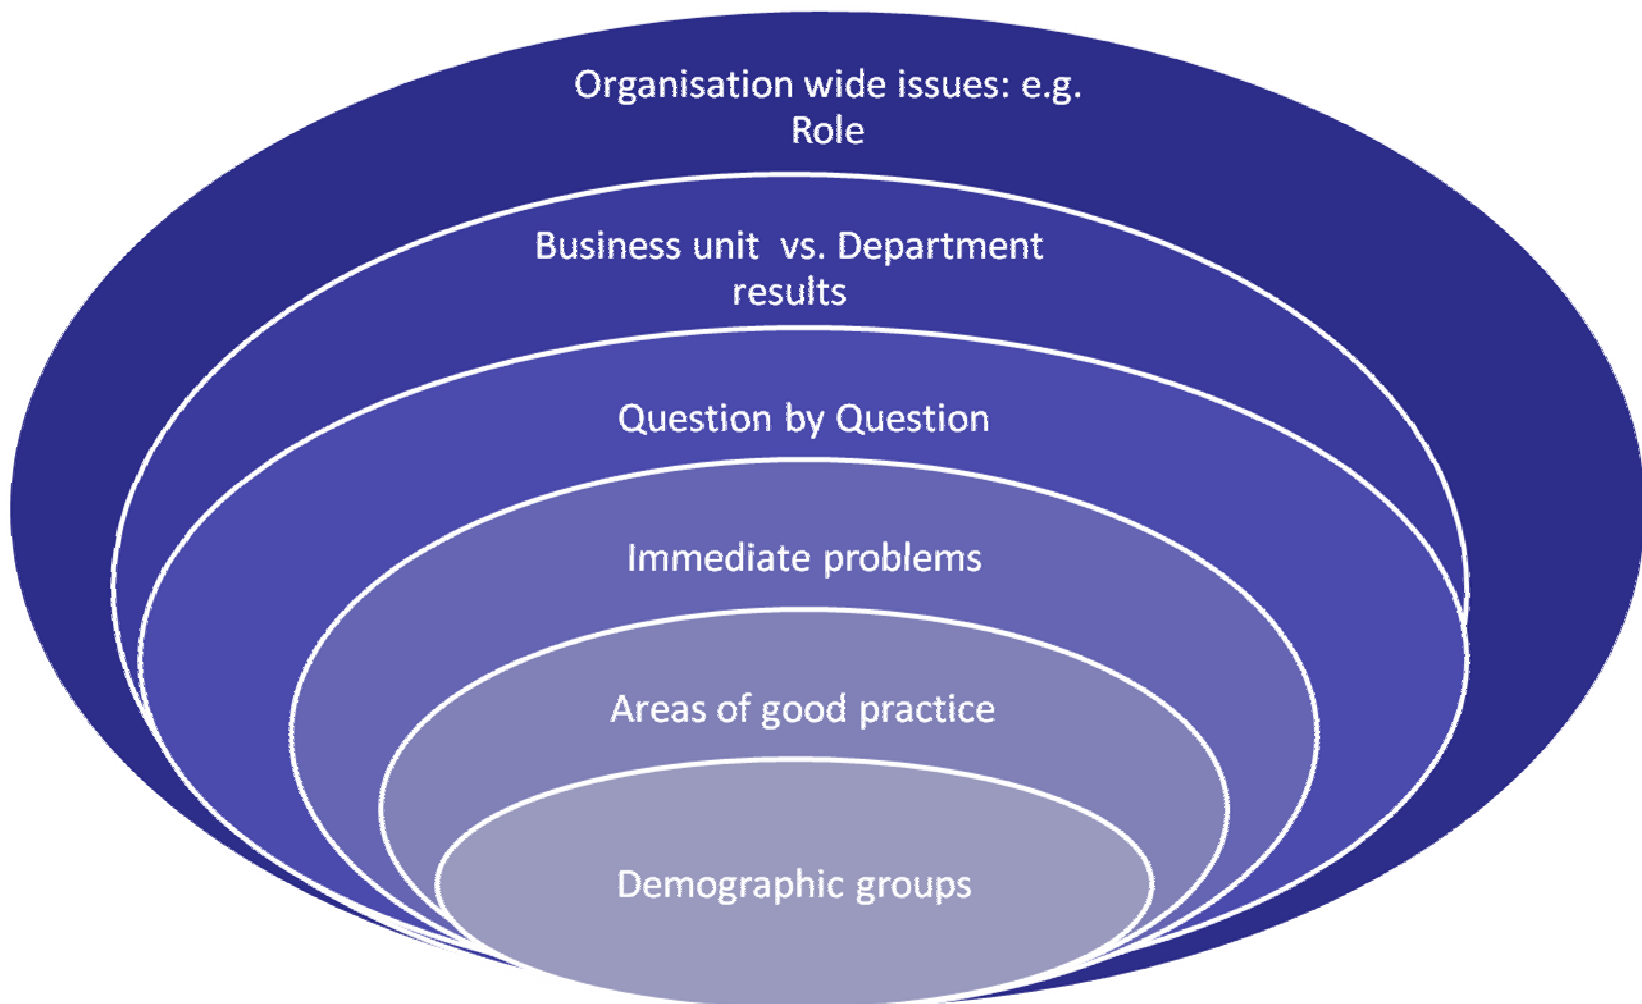 Organisation wide issues: e.g.
Role
Business unit  vs. Department
results
Question by Question
Immediate problems
Areas of good practice
Demographic groups